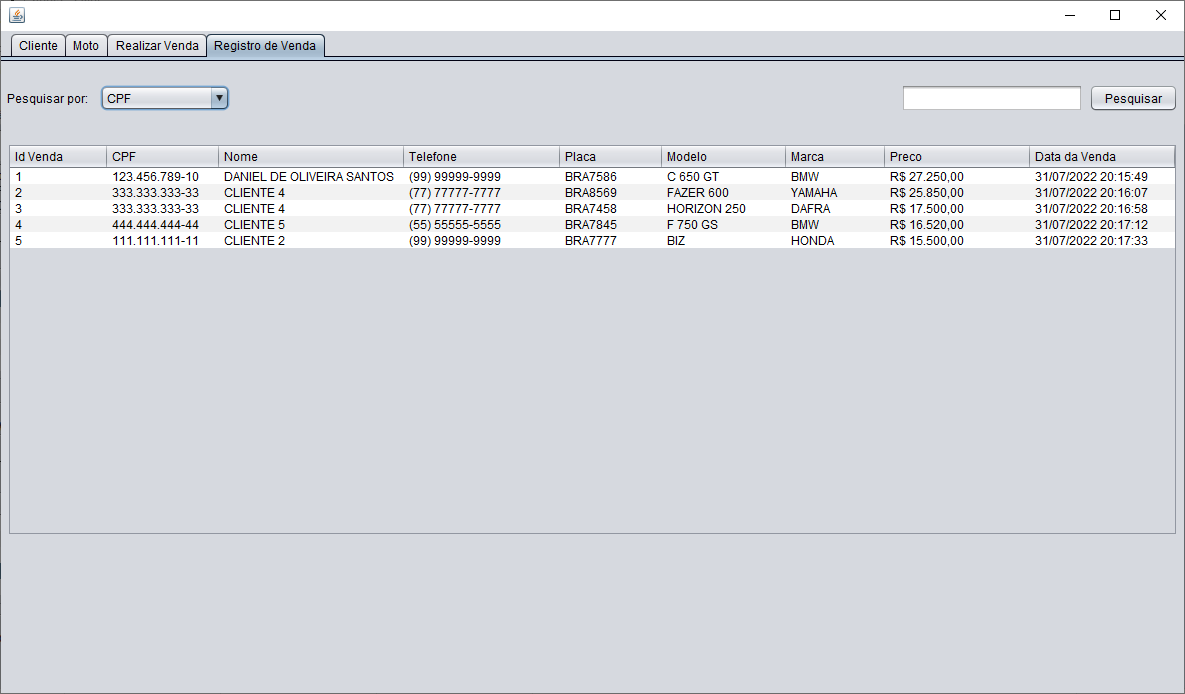 Cliente Moto Realizar Venda Registro de Venda
Pesquisar por: CPF Pesquisar
Id Venda CPF Nome Telefone Placa Modelo Marca Preco Data da Venda
1 123.456.789-10 DANIEL DE OLIVEIRA SANTOS (99) 99999-9999 BRA7586 C 650 GT BMW R$ 27.250,00 31/07/2022 20:15:49
2 333.333.333-33 CLIENTE 4 (77) 77777-7777 BRA8569 FAZER 600 YAMAHA R$ 25.850,00 31/07/2022 20:16:07
3 333.333.333-33 CLIENTE 4 (77) 77777-7777 BRA7458 HORIZON 250 DAFRA R$ 17.500,00 31/07/2022 20:16:58
4 444.444.444-44 CLIENTE 5 (55) 55555-5555 BRA7845 F 750 GS BMW R$ 16.520,00 31/07/2022 20:17:12
5 111.111.111-11 CLIENTE 2 (99) 99999-9999 BRA7777 BIZ HONDA R$ 15.500,00 31/07/2022 20:17:33